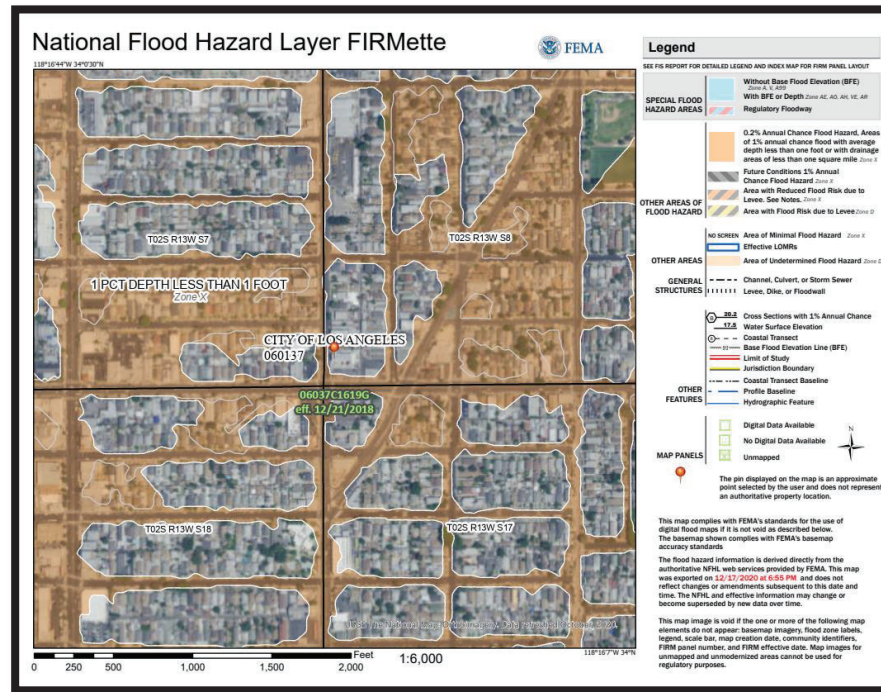 National Flood Hazard Layer FIRMette
FEMA
118°16'44"W 34°0'30"N
T02S R13W S7
T02S R13W S8
1 PCT DEPTH LESS THAN 1 FOOT
Zone X
CITY OF LOS ANGELES
060137
06037C1619G
eff. 12/21/2018
T02S R13W S18
T02S R13W S17
118°16'7"W 34°N
0 250 500 1,000 1,500 2,000
Feet
1:6,000
Legend
SEE FIS REPORT FOR DETAILED LEGEND AND INDEX MAP FOR FIRM PANEL LAYOUT
SPECIAL FLOOD
HAZARD AREAS
Without Base Flood Elevation (BFE)
Zone A, V, A99
With BFE or Depth Zone AE, AO, AH, VE, AR
Regulatory Floodway
0.2% Annual Chance Flood Hazard, Areas
of 1% annual chance flood with average
depth less than one foot or with drainage
areas of less than one square mile Zone X
Future Conditions 1% Annual
Chance Flood Hazard Zone X
Area with Reduced Flood Risk due to
Levee. See Notes. Zone X
Area with Flood Risk due to Levee Zone D
OTHER AREAS OF
FLOOD HAZARD
NO SCREEN Area of Minimal Flood Hazard Zone X
Effective LOMRs
Area of Undetermined Flood Hazard Zone
OTHER AREAS
GENERAL
STRUCTURES
Channel, Culvert, or Storm Sewer
Levee, Dike, or Floodwall
B 20.2 Cross Sections with 1% Annual Chance
17.5 Water Surface Elevation
Coastal Transect
Base Flood Elevation Line (BFE)
Limit of Study
Jurisdiction Boundary
Coastal Transect Baseline
Profile Baseline
Hydrographic Feature
OTHER
FEATURES
Digital Data Available
No Digital Data Available
Unmapped
MAP PANELS
N
The pin displayed on the map is an approximate
point selected by the user and does not represent
an authoritative property location.
This map complies with FEMA's standards for the use of
digital flood maps if it is not void as described below.
The basemap shown complies with FEMA's basemap
accuracy standards
The flood hazard information is derived directly from the
authoritative NFHL web services provided by FEMA. This map
was exported on 12/17/2020 at 6:55 PM and does not
reflect changes or amendments subsequent to this date and
time. The NFHL and effective information may change or
become superseded by new data over time.
This map image is void if the one or more of the following map
elements do not appear: basemap imagery, flood zone labels,
legend, scale bar, map creation date, community identifiers,
FIRM panel number, and FIRM effective date. Map images for
unmapped and unmodernized areas cannot be used for
regulatory purposes.